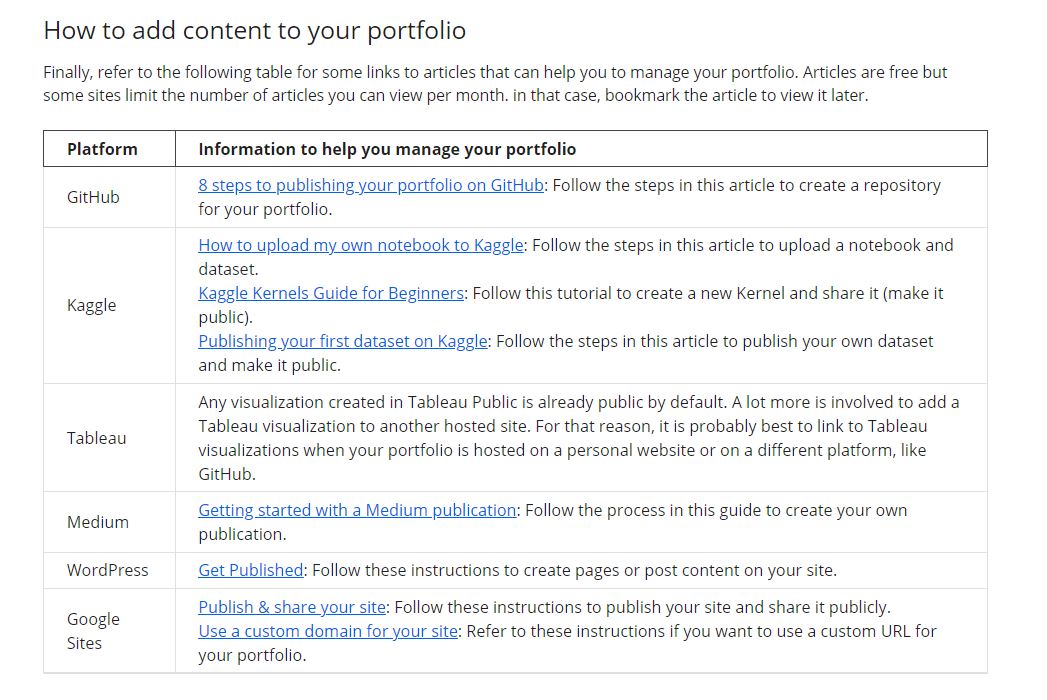 How to add content to your portfolio
Finally, refer to the following table for some links to articles that can help you to manage your portfolio. Articles are free but
some sites limit the number of articles you can view per month. in that case, bookmark the article to view it later.
Platform
Information to help you manage your portfolio
GitHub
8 steps to publishing your portfolio on GitHub: Follow the steps in this article to create a repository
for your portfolio.
Kaggle
How to upload my own notebook to Kaggle: Follow the steps in this article to upload a notebook and
dataset.
Kaggle Kernels Guide for Beginners: Follow this tutorial to create a new Kernel and share it (make it
public).
Publishing your first dataset on Kaggle: Follow the steps in this article to publish your own dataset
and make it public.
Tableau
Any visualization created in Tableau Public is already public by default. A lot more is involved to add a
Tableau visualization to another hosted site. For that reason, it is probably best to link to Tableau
visualizations when your portfolio is hosted on a personal website or on a different platform, like
GitHub.
Medium
Getting started with a Medium publication: Follow the process in this guide to create your own
publication.
WordPress
Get Published: Follow these instructions to create pages or post content on your site.
Google
Sites
Publish & share your site: Follow these instructions to publish your site and share it publicly.
Use a custom domain for your site: Refer to these instructions if you want to use a custom URL for
your portfolio.